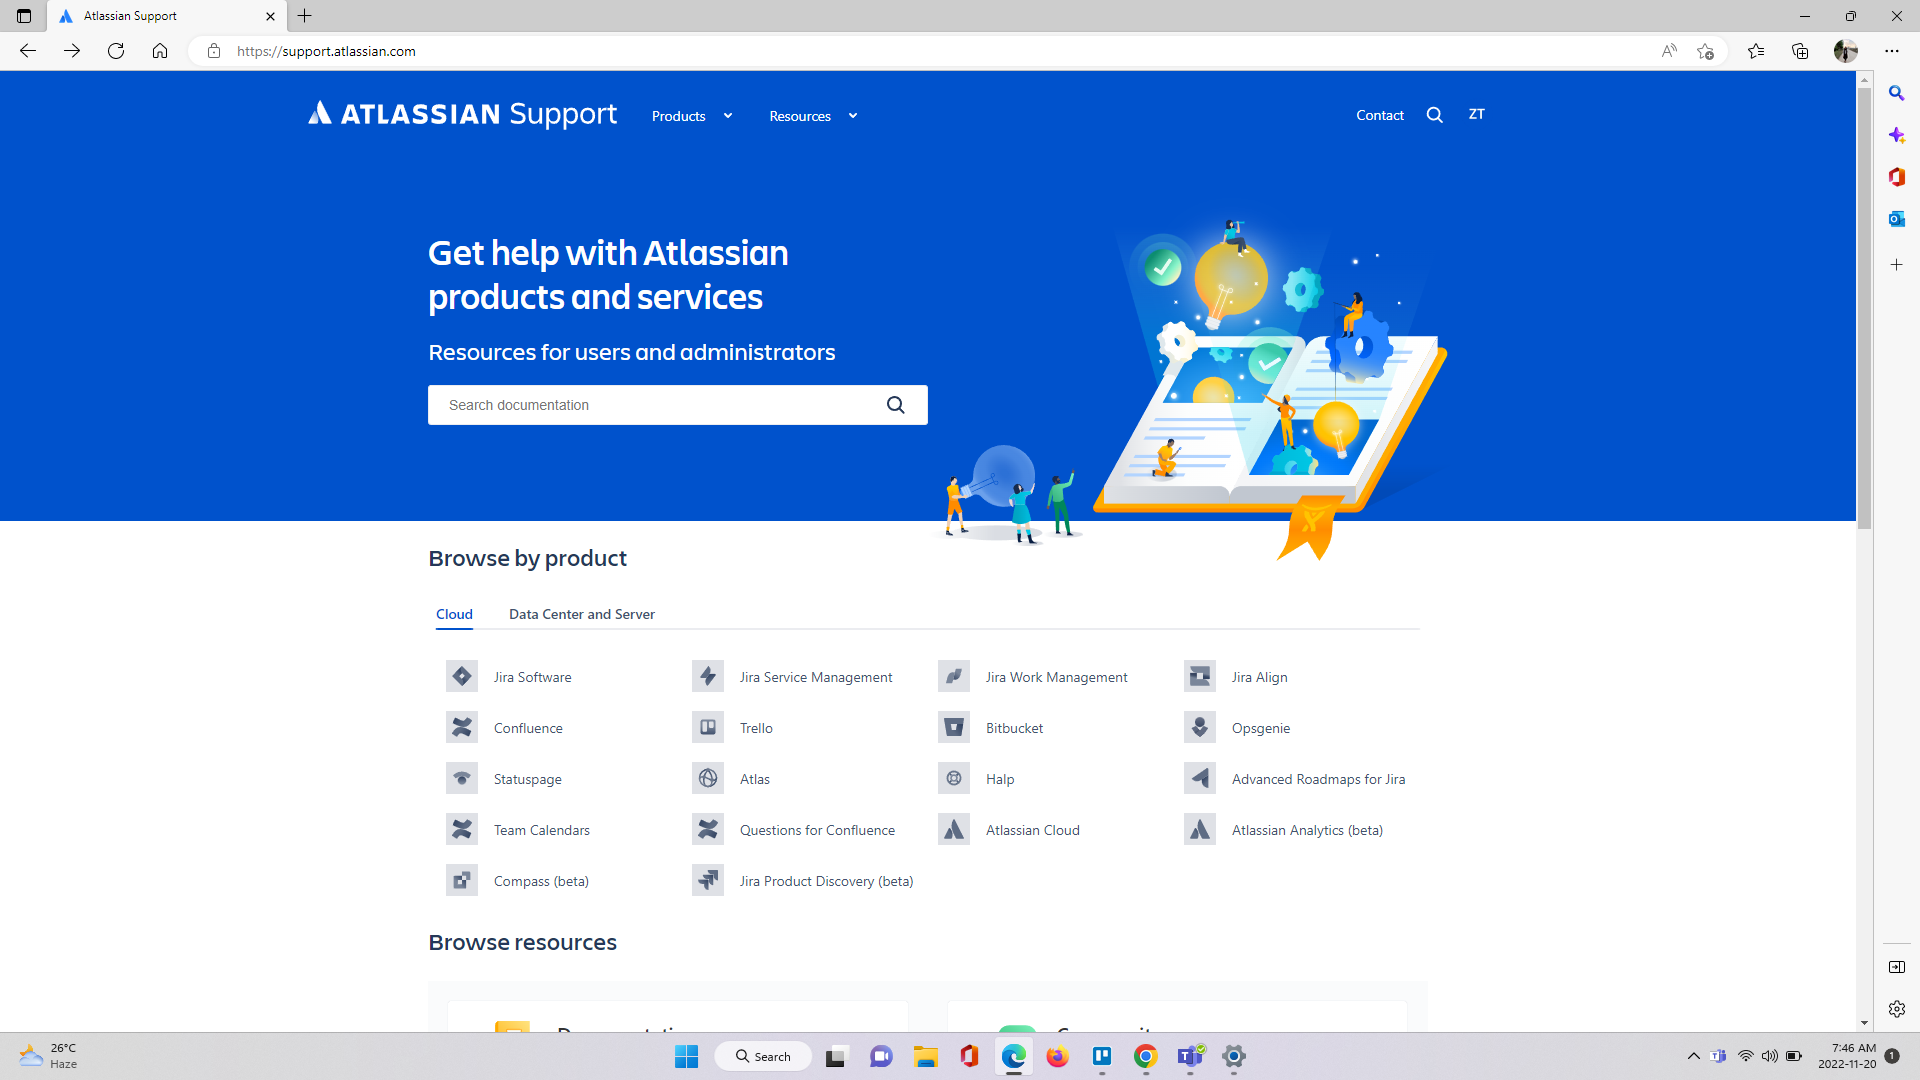 Atlassian Support
https://support.atlassian.com
ATLASSIAN Support
Products
Resources
Contact
ZT
Get help with Atlassian
products and services
Resources for users and administrators
Search documentation
Browse by product
Cloud
Data Center and Server
Jira Software
Jira Service Management
Jira Work Management
Jira Align
Confluence
Trello
Bitbucket
Opsgenie
Statuspage
Atlas
Halp
Advanced Roadmaps for Jira
Team Calendars
Questions for Confluence
Atlassian Cloud
Atlassian Analytics (beta)
Compass (beta)
Jira Product Discovery (beta)
Browse resources
26°C
Haze
Search
7:46 AM
2022-11-20
1